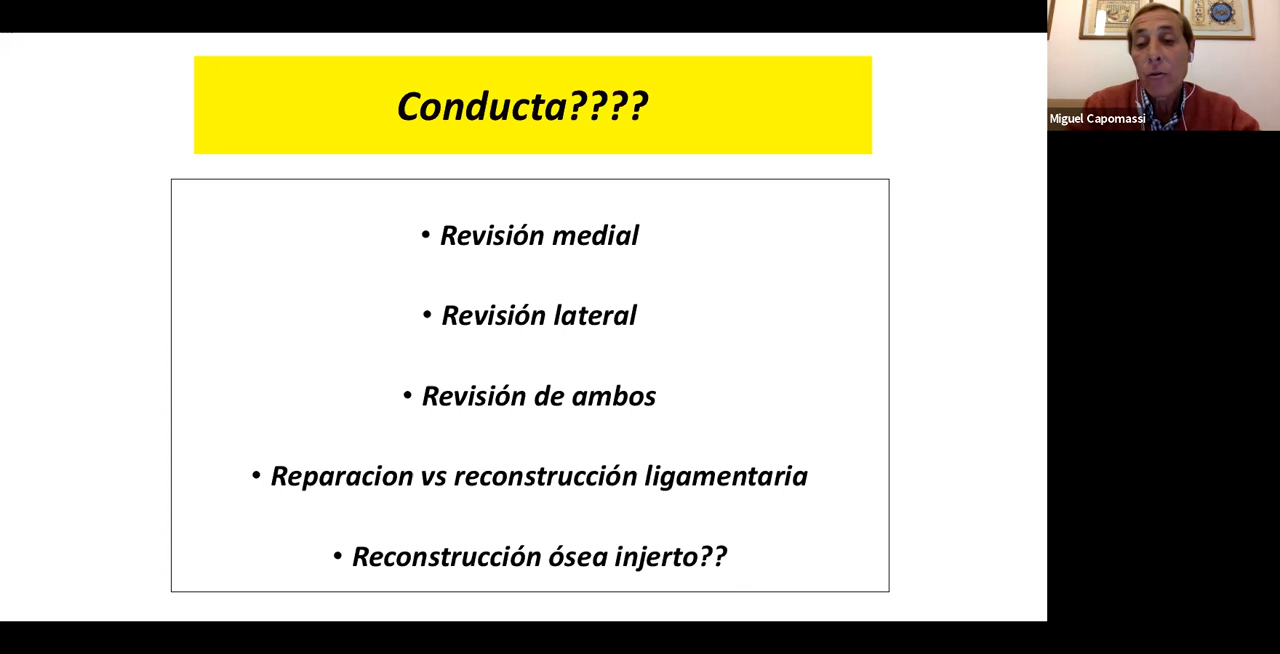 Conducta????
• Revisión medial
• Revisión lateral
• Revisión de ambos
• Reparacion vs reconstrucción ligamentaria
• Reconstrucción ósea injerto??
Miguel Capomassi